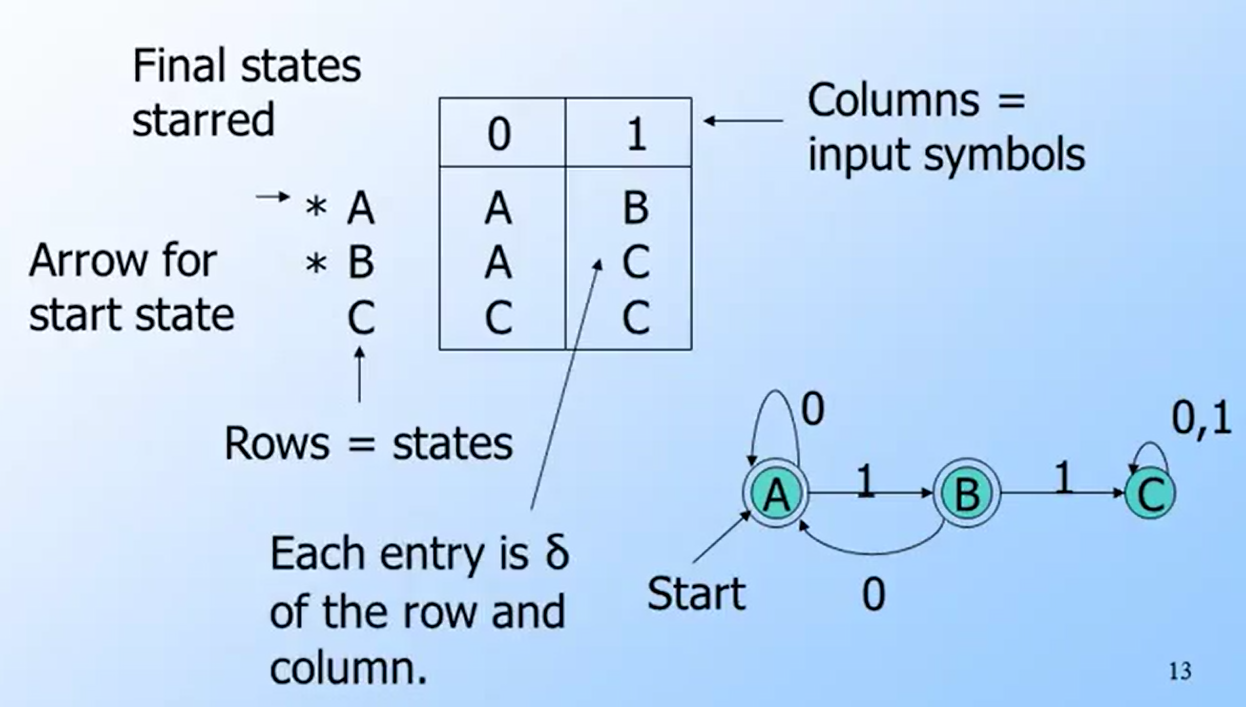 Final states
starred
0 1
Columns =
input symbols
* A A B
Arrow for
start state
* B A C
C C C
Rows = states
Each entry is δ
of the row and
column.
0
0,1
A 1 B 1 C
Start
0
13